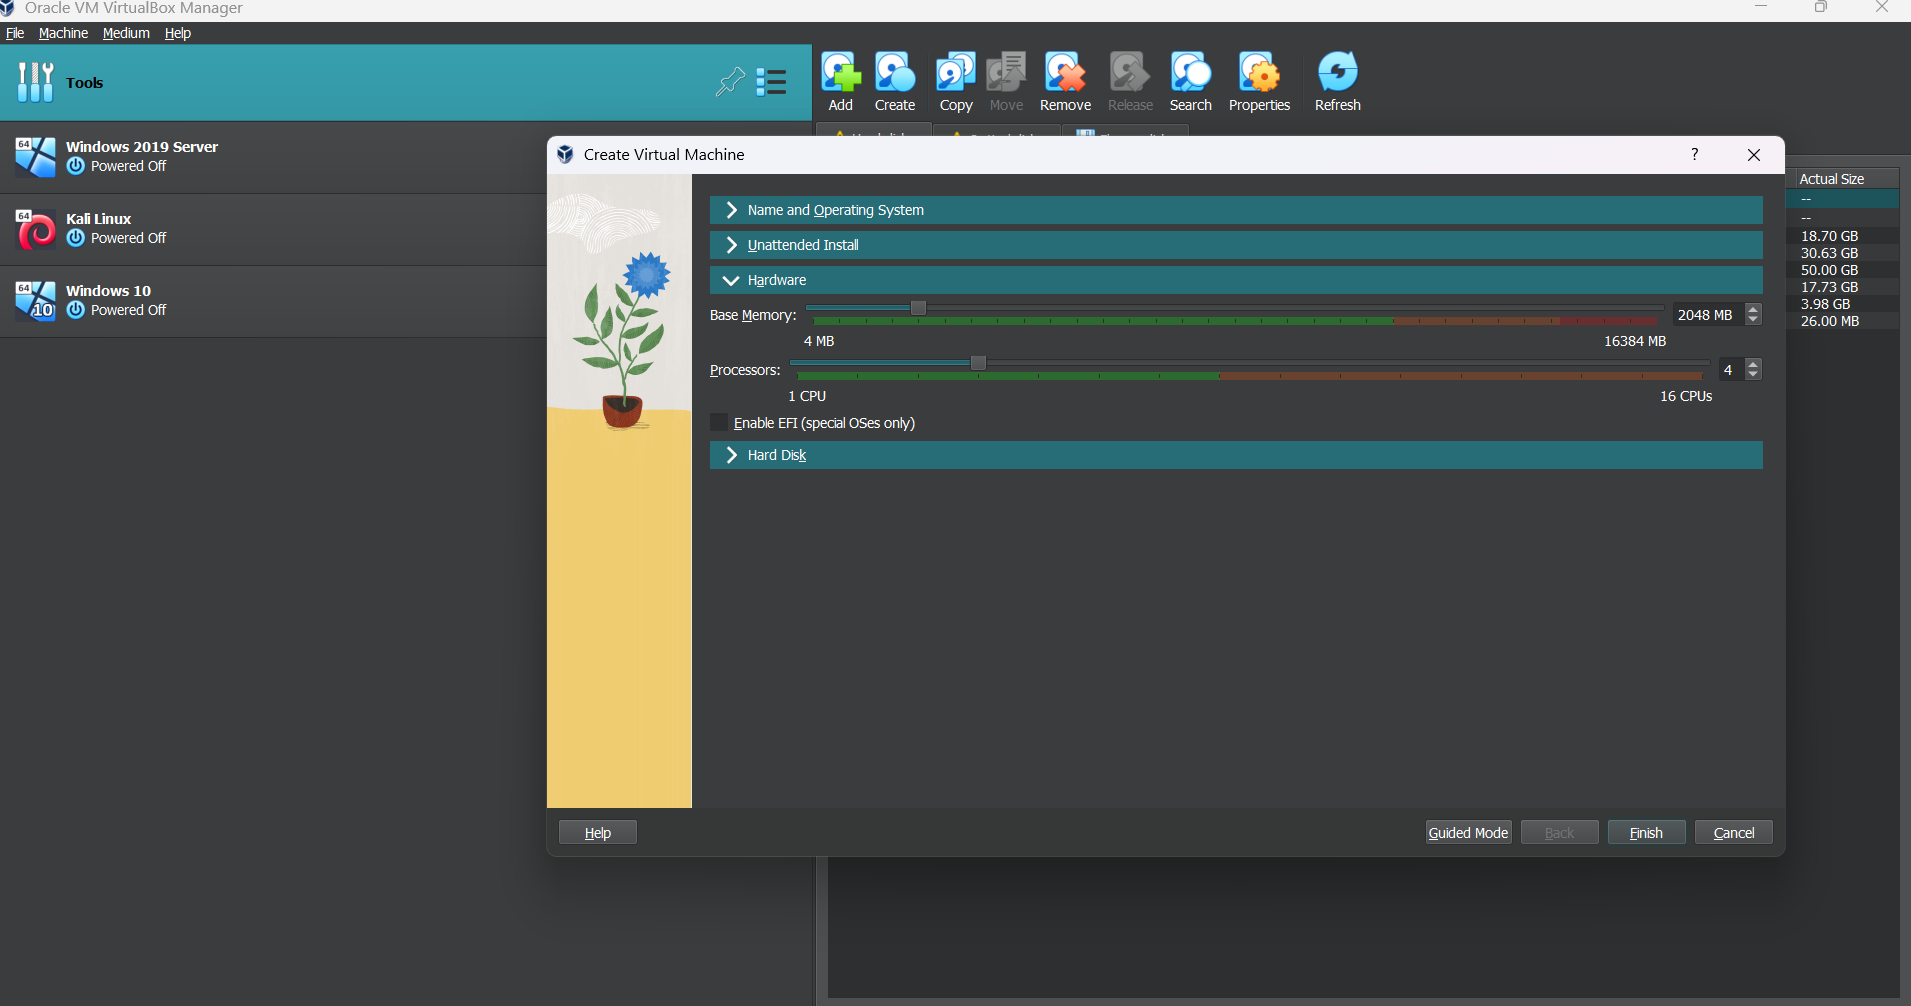 Oracle VM VirtualBox Manager
File Machine Medium Help
Tools
Add Create Copy Move Remove Release Search Properties Refresh
64
Windows 2019 Server
Powered Off
64
Kali Linux
Powered Off
64
10
Windows 10
Powered Off
Actual Size
--
--
18.70 GB
30.63 GB
50.00 GB
17.73 GB
3.98 GB
26.00 MB
Create Virtual Machine
?
Name and Operating System
Unattended Install
Hardware
Base Memory:
2048 MB
4 MB 16384 MB
Processors:
4
1 CPU 16 CPUs
Enable EFI (special OSes only)
Hard Disk
Help Guided Mode Back Finish Cancel